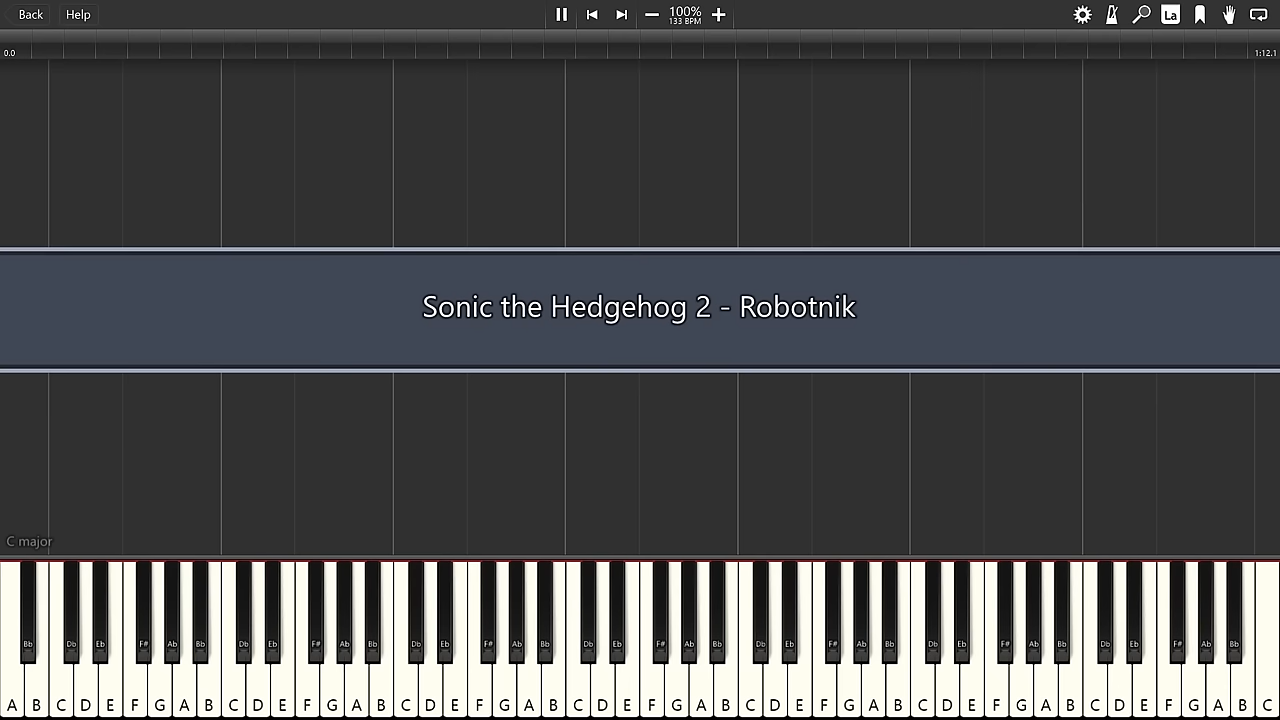 Back Help 100% La
133 BPM
0.0 1:12.1
Sonic the Hedgehog 2 - Robotnik
C major
Bb Db Eb F# Ab Bb Db Eb F# Ab Bb Db Eb F# Ab Bb Db Eb F# Ab Bb Db Eb F# Ab Bb Db Eb F# Ab Bb Db Eb F# Ab Bb
A B C D E F G A B C D E F G A B C D E F G A B C D E F G A B C D E F G A B C D E F G A B C D E F G A B C